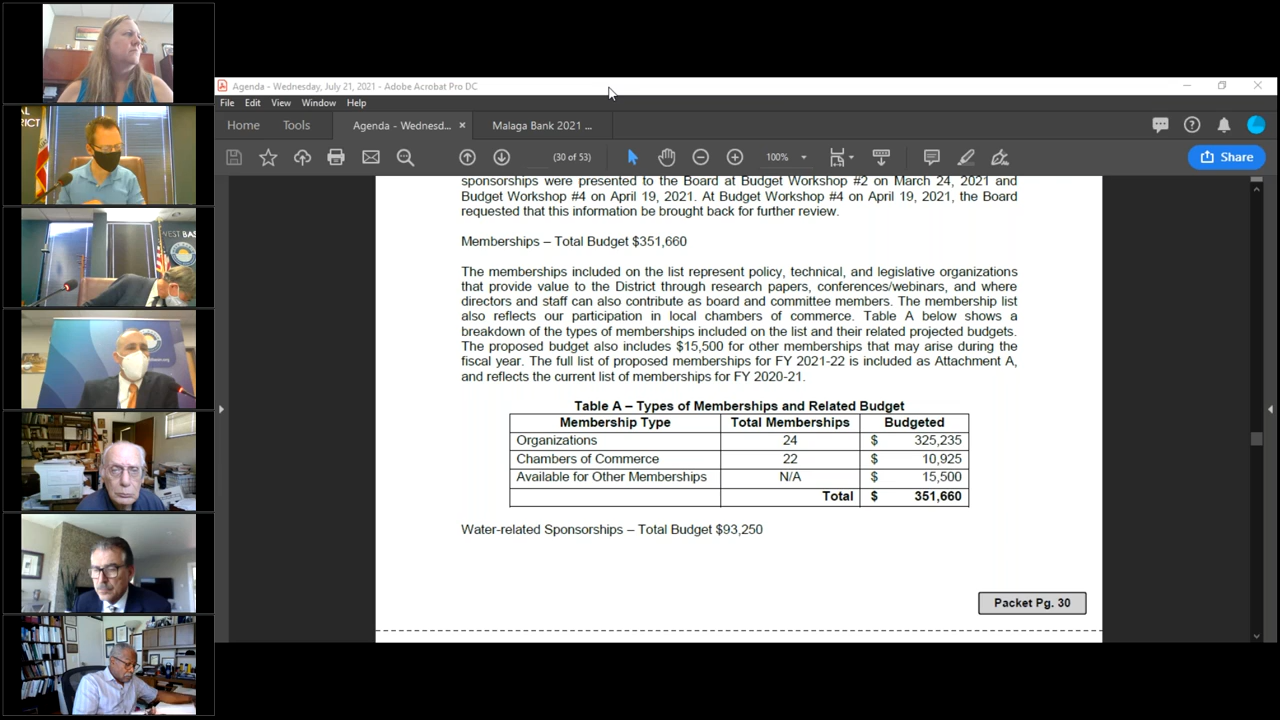 Agenda - Wednesday, July 21, 2021 - Adobe Acrobat Pro DC
File Edit View Window Help
Home Tools Agenda - Wednesd... × Malaga Bank 2021 ...
(30 of 53) 100% Share
sponsorships were presented to the Board at Budget Workshop #2 on March 24, 2021 and
Budget Workshop #4 on April 19, 2021. At Budget Workshop #4 on April 19, 2021, the Board
requested that this information be brought back for further review.
Memberships – Total Budget $351,660
The memberships included on the list represent policy, technical, and legislative organizations
that provide value to the District through research papers, conferences/webinars, and where
directors and staff can also contribute as board and committee members. The membership list
also reflects our participation in local chambers of commerce. Table A below shows a
breakdown of the types of memberships included on the list and their related projected budgets.
The proposed budget also includes $15,500 for other memberships that may arise during the
fiscal year. The full list of proposed memberships for FY 2021-22 is included as Attachment A,
and reflects the current list of memberships for FY 2020-21.
Table A – Types of Memberships and Related Budget
Membership Type Total Memberships Budgeted
Organizations 24 $ 325,235
Chambers of Commerce 22 $ 10,925
Available for Other Memberships N/A $ 15,500
Total $ 351,660
Water-related Sponsorships – Total Budget $93,250
Packet Pg. 30